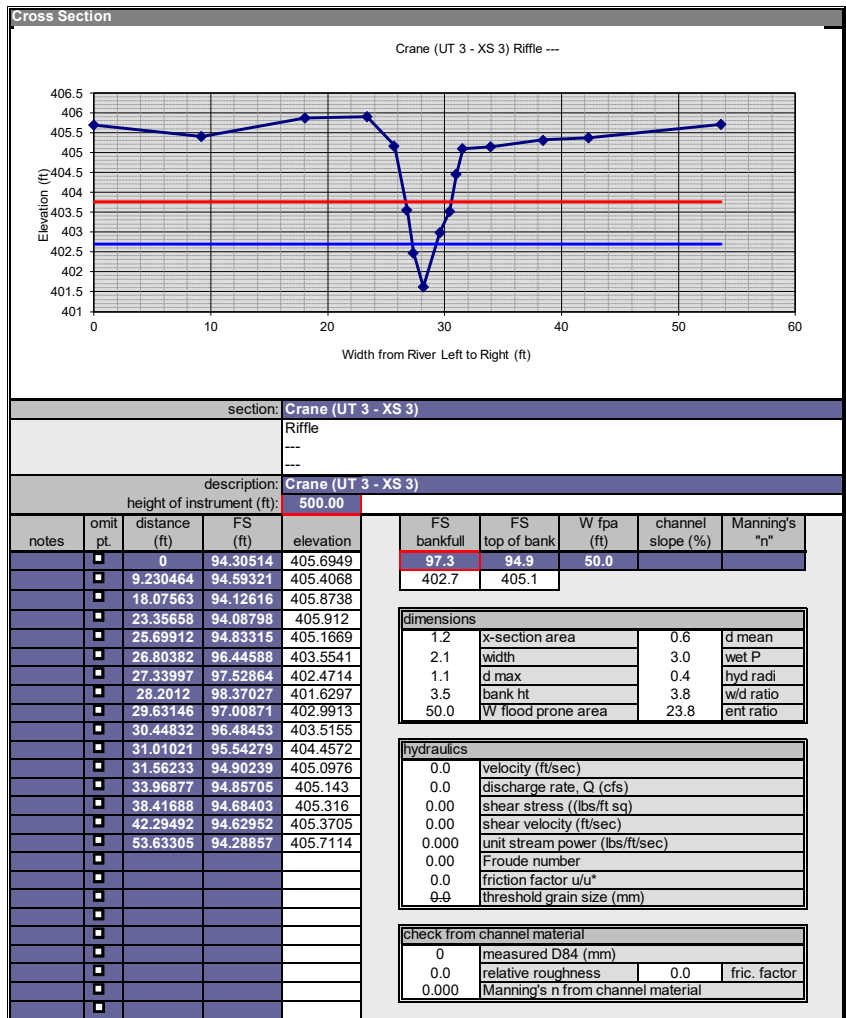 Cross Section
Crane (UT 3 - XS 3) Riffle ---
406.5
406
405.5
405
404.5
404
403.5
403
402.5
402
401.5
401
Elevation (ft)
0 10 20 30 40 50 60
Width from River Left to Right (ft)
section: Crane (UT 3 - XS 3)
Riffle
---
---
description: Crane (UT 3 - XS 3)
height of instrument (ft): 500.00
omit distance FS FS FS W fpa channel Manning's
notes pt. (ft) (ft) elevation bankfull top of bank (ft) slope (%) "n"
0 94.30514 405.6949 97.3 94.9 50.0
9.230464 94.59321 405.4068 402.7 405.1
18.07563 94.12616 405.8738
23.35658 94.08798 405.912 dimensions
25.69912 94.83315 405.1669 1.2 x-section area 0.6 d mean
26.80382 96.44588 403.5541 2.1 width 3.0 wet P
27.33997 97.52864 402.4714 1.1 d max 0.4 hyd radi
28.2012 98.37027 401.6297 3.5 bank ht 3.8 w/d ratio
29.63146 97.00871 402.9913 50.0 W flood prone area 23.8 ent ratio
30.44832 96.48453 403.5155
31.01021 95.54279 404.4572 hydraulics
31.56233 94.90239 405.0976 0.0 velocity (ft/sec)
33.96877 94.85705 405.143 0.0 discharge rate, Q (cfs)
38.41688 94.68403 405.316 0.00 shear stress ((lbs/ft sq)
42.29492 94.62952 405.3705 0.00 shear velocity (ft/sec)
53.63305 94.28857 405.7114 0.000 unit stream power (lbs/ft/sec)
0.00 Froude number
0.0 friction factor u/u*
0.0 threshold grain size (mm)
check from channel material
0 measured D84 (mm)
0.0 relative roughness 0.0 fric. factor
0.000 Manning's n from channel material